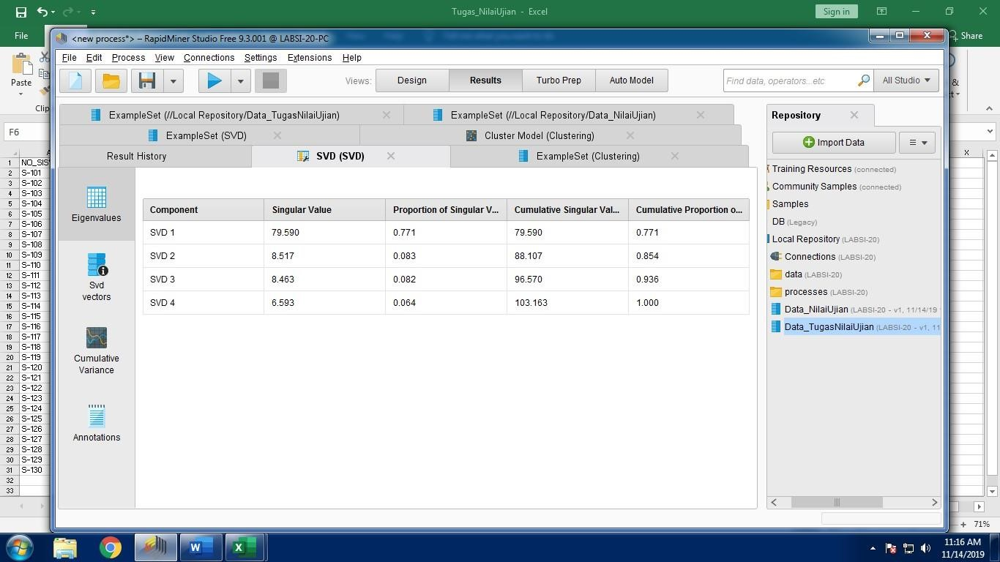 Tugas_NilaiUjian - Excel
Sign in
File
Share
Paste
F6
<new process*> – RapidMiner Studio Free 9.3.001 @ LABSI-20-PC
File Edit Process View Connections Settings Extensions Help
Views: Design Results Turbo Prep Auto Model
Find data, operators...etc
All Studio
ExampleSet (//Local Repository/Data_TugasNilaiUjian)
ExampleSet (//Local Repository/Data_NilaiUjian)
ExampleSet (SVD)
Cluster Model (Clustering)
Result History
SVD (SVD)
ExampleSet (Clustering)
Eigenvalues
Svd
vectors
Cumulative
Variance
Annotations
Component Singular Value Proportion of Singular V... Cumulative Singular Val... Cumulative Proportion o...
SVD 1 79.590 0.771 79.590 0.771
SVD 2 8.517 0.083 88.107 0.854
SVD 3 8.463 0.082 96.570 0.936
SVD 4 6.593 0.064 103.163 1.000
Repository
Import Data
Training Resources (connected)
Community Samples (connected)
Samples
DB (Legacy)
Local Repository (LABSI-20)
Connections (LABSI-20)
data (LABSI-20)
processes (LABSI-20)
Data_NilaiUjian (LABSI-20 - v1, 11/14/19
Data_TugasNilaiUjian (LABSI-20 - v1, 11
X
1 NO_SIS
2 S-101
3 S-102
4 S-103
5 S-104
6 S-105
7 S-106
8 S-107
9 S-108
10 S-109
11 S-110
12 S-111
13 S-112
14 S-113
15 S-114
16 S-115
17 S-116
18 S-117
19 S-118
20 S-119
21 S-120
22 S-121
23 S-122
24 S-123
25 S-124
26 S-125
27 S-126
28 S-127
29 S-128
30 S-129
31 S-130
32
33
71%
11:16 AM
11/14/2019